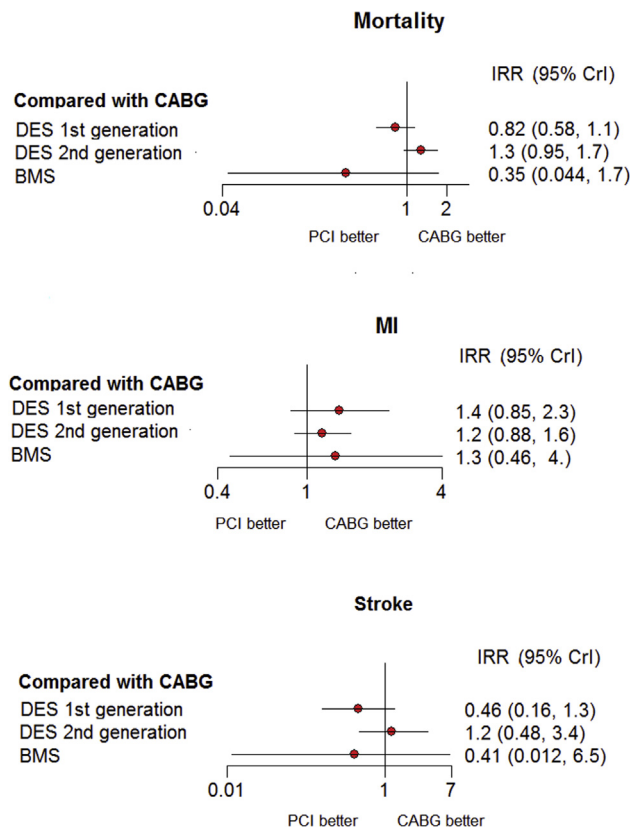 Mortality
IRR (95% CrI)
Compared with CABG
DES 1st generation 0.82 (0.58, 1.1)
DES 2nd generation 1.3 (0.95, 1.7)
BMS 0.35 (0.044, 1.7)
0.04 1 2
PCI better CABG better
MI
IRR (95% CrI)
Compared with CABG
DES 1st generation 1.4 (0.85, 2.3)
DES 2nd generation 1.2 (0.88, 1.6)
BMS 1.3 (0.46, 4.)
0.4 1 4
PCI better CABG better
Stroke
IRR (95% CrI)
Compared with CABG
DES 1st generation 0.46 (0.16, 1.3)
DES 2nd generation 1.2 (0.48, 3.4)
BMS 0.41 (0.012, 6.5)
0.01 1 7
PCI better CABG better